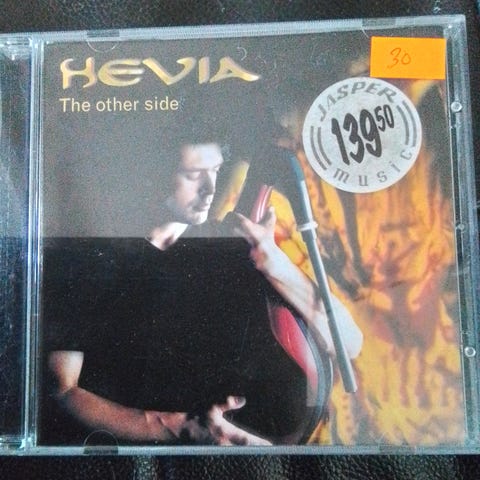 HEVIA
The other side
30
JASPER
139 50
music